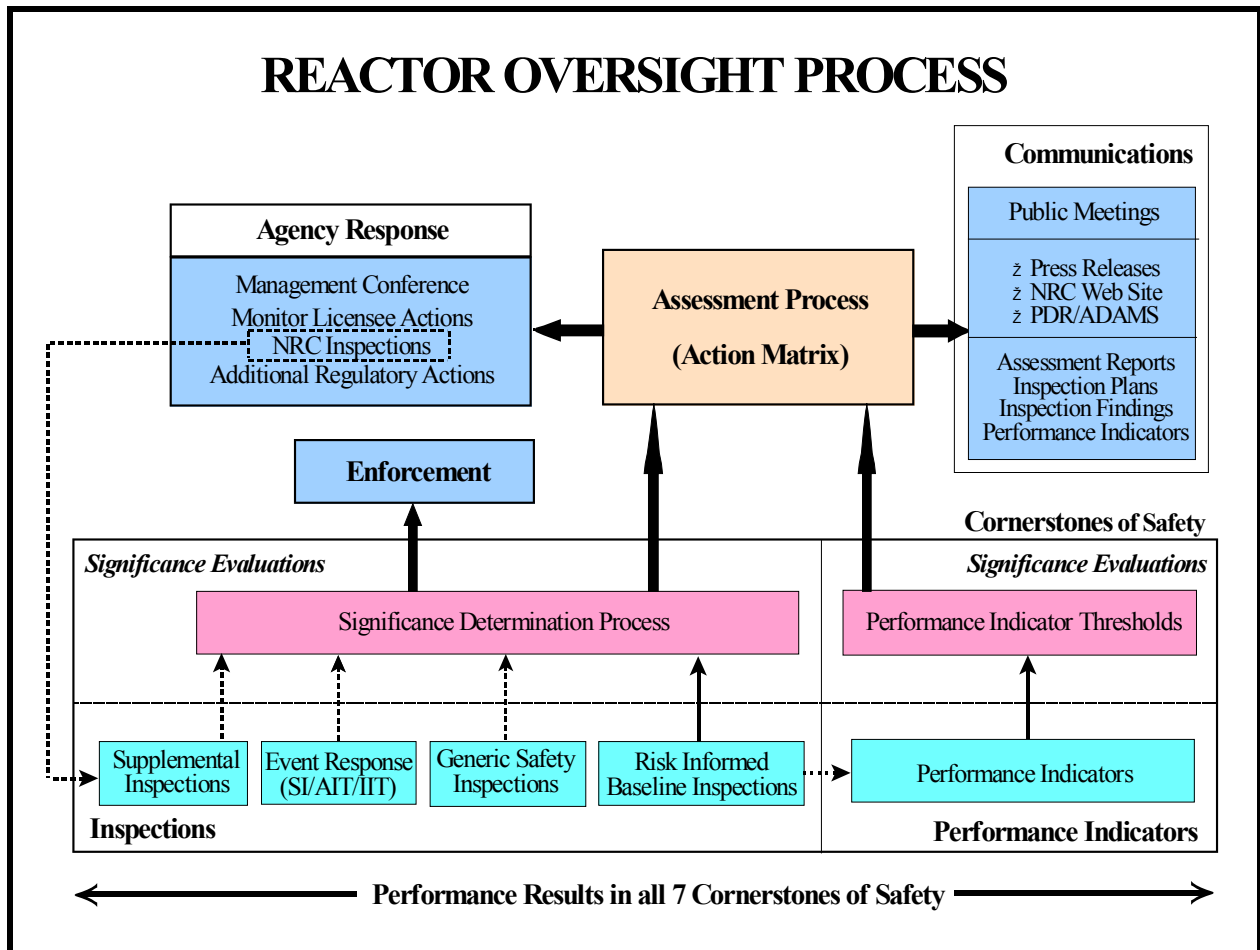 REACTOR OVERSIGHT PROCESS
Communications
Public Meetings
ž Press Releases
ž NRC Web Site
ž PDR/ADAMS
Assessment Reports
Inspection Plans
Inspection Findings
Performance Indicators
Agency Response
Management Conference
Monitor Licensee Actions
NRC Inspections
Additional Regulatory Actions
Assessment Process
(Action Matrix)
Enforcement
Cornerstones of Safety
Significance Evaluations
Significance Evaluations
Significance Determination Process
Performance Indicator Thresholds
Supplemental
Inspections
Event Response
(SI/AIT/IIT)
Generic Safety
Inspections
Risk Informed
Baseline Inspections
Performance Indicators
Inspections
Performance Indicators
Performance Results in all 7 Cornerstones of Safety